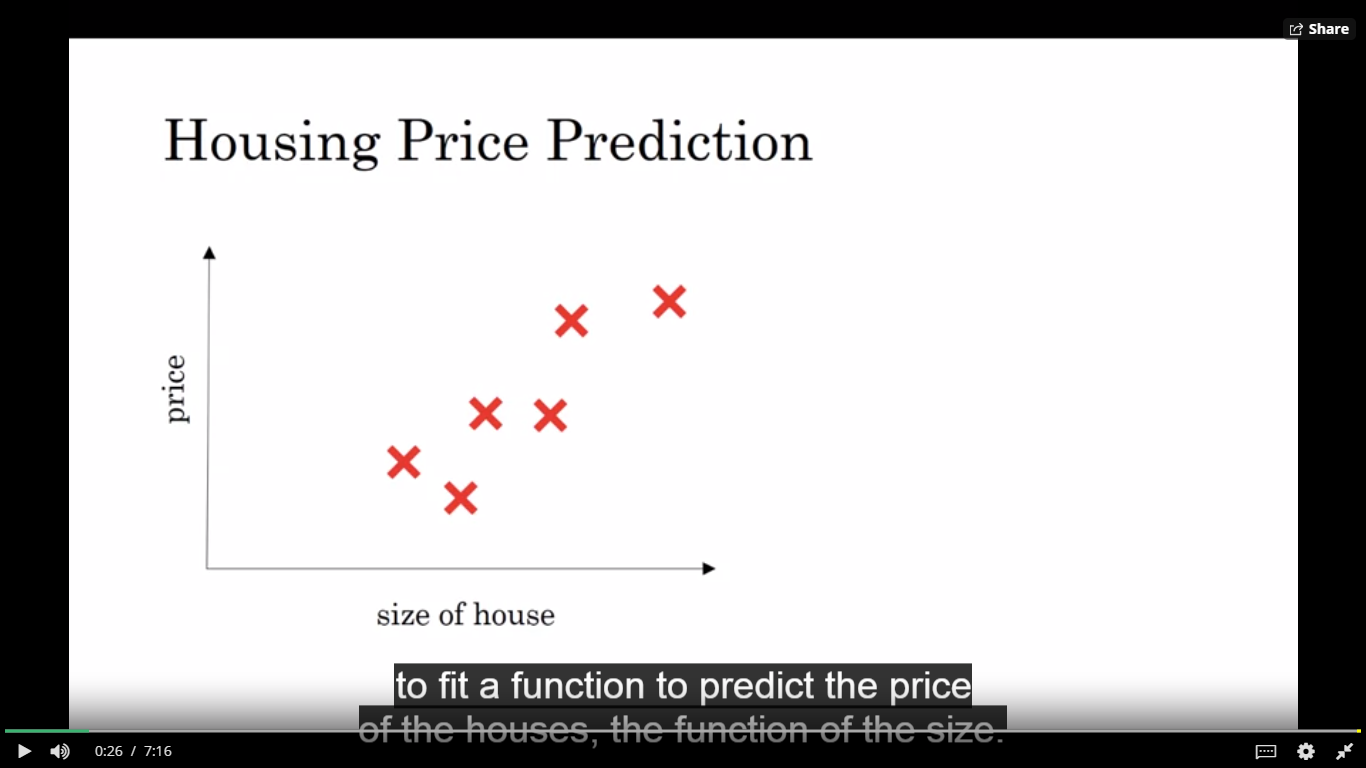 Share
Housing Price Prediction
price
size of house
to fit a function to predict the price
of the houses, the function of the size.
0:26 / 7:16